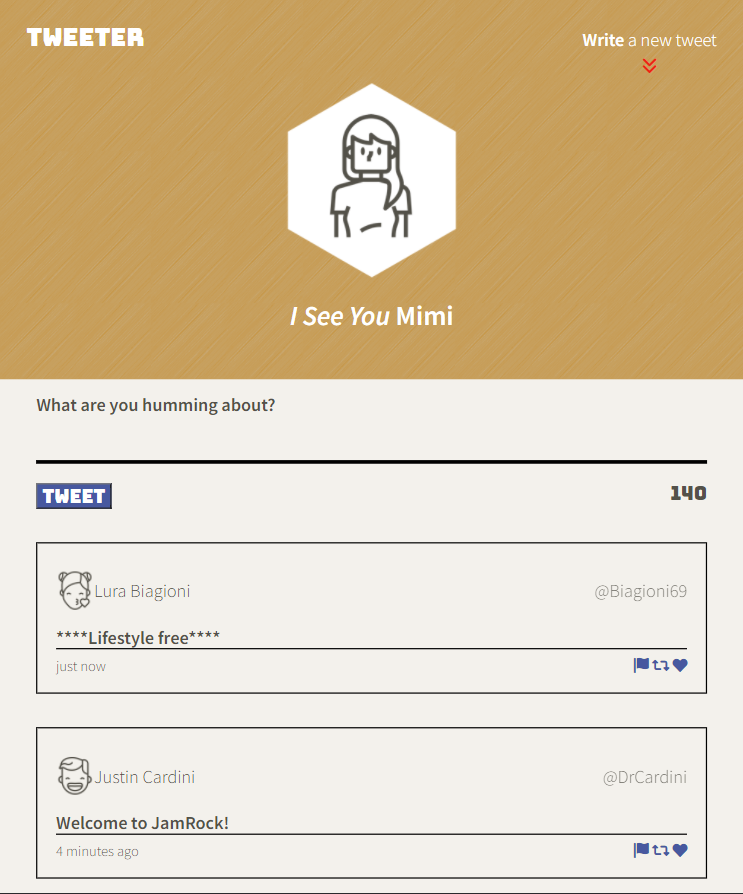 TWEETER
Write a new tweet
I See You Mimi
What are you humming about?
TWEET
140
Lura Biagioni
@Biagioni69
****Lifestyle free****
just now
Justin Cardini
@DrCardini
Welcome to JamRock!
4 minutes ago